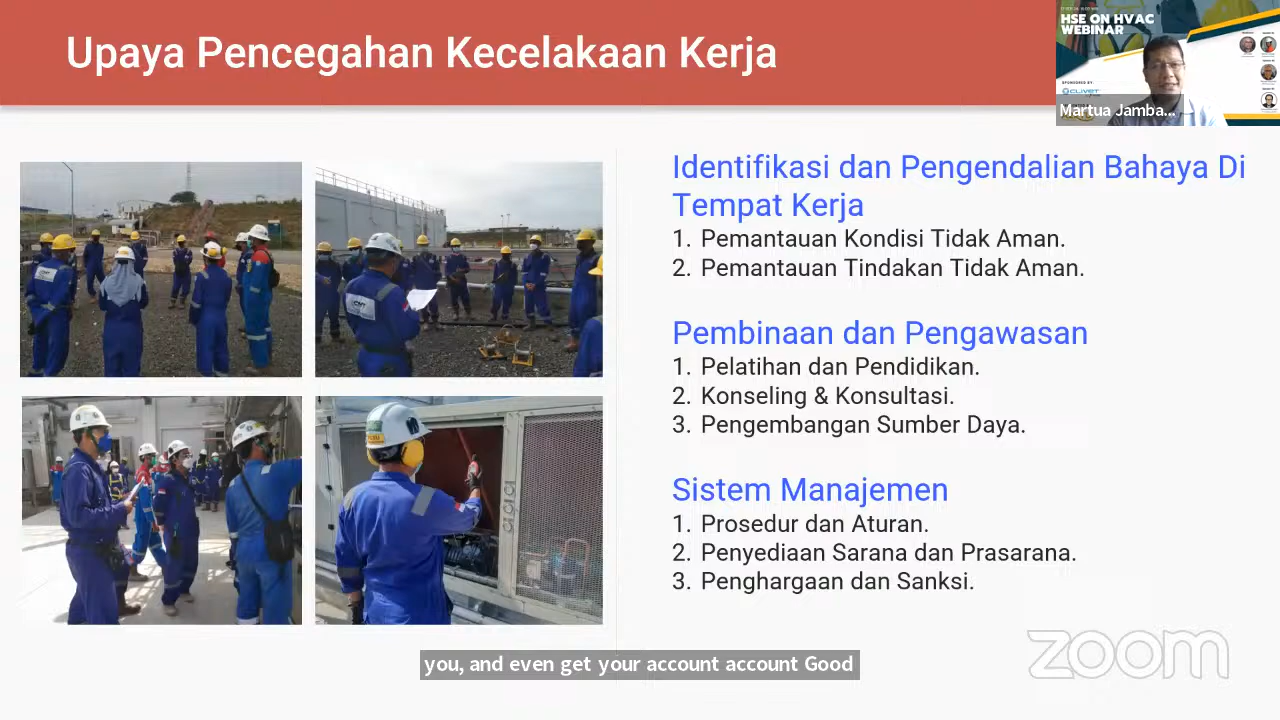 Upaya Pencegahan Kecelakaan Kerja
HSE ON HVAC
WEBINAR
SPONSORED BY:
CLIVET
Martua Jamba...
Identifikasi dan Pengendalian Bahaya Di
Tempat Kerja
1. Pemantauan Kondisi Tidak Aman.
2. Pemantauan Tindakan Tidak Aman.
Pembinaan dan Pengawasan
1. Pelatihan dan Pendidikan.
2. Konseling & Konsultasi.
3. Pengembangan Sumber Daya.
Sistem Manajemen
1. Prosedur dan Aturan.
2. Penyediaan Sarana dan Prasarana.
3. Penghargaan dan Sanksi.
zoom
you, and even get your account account Good